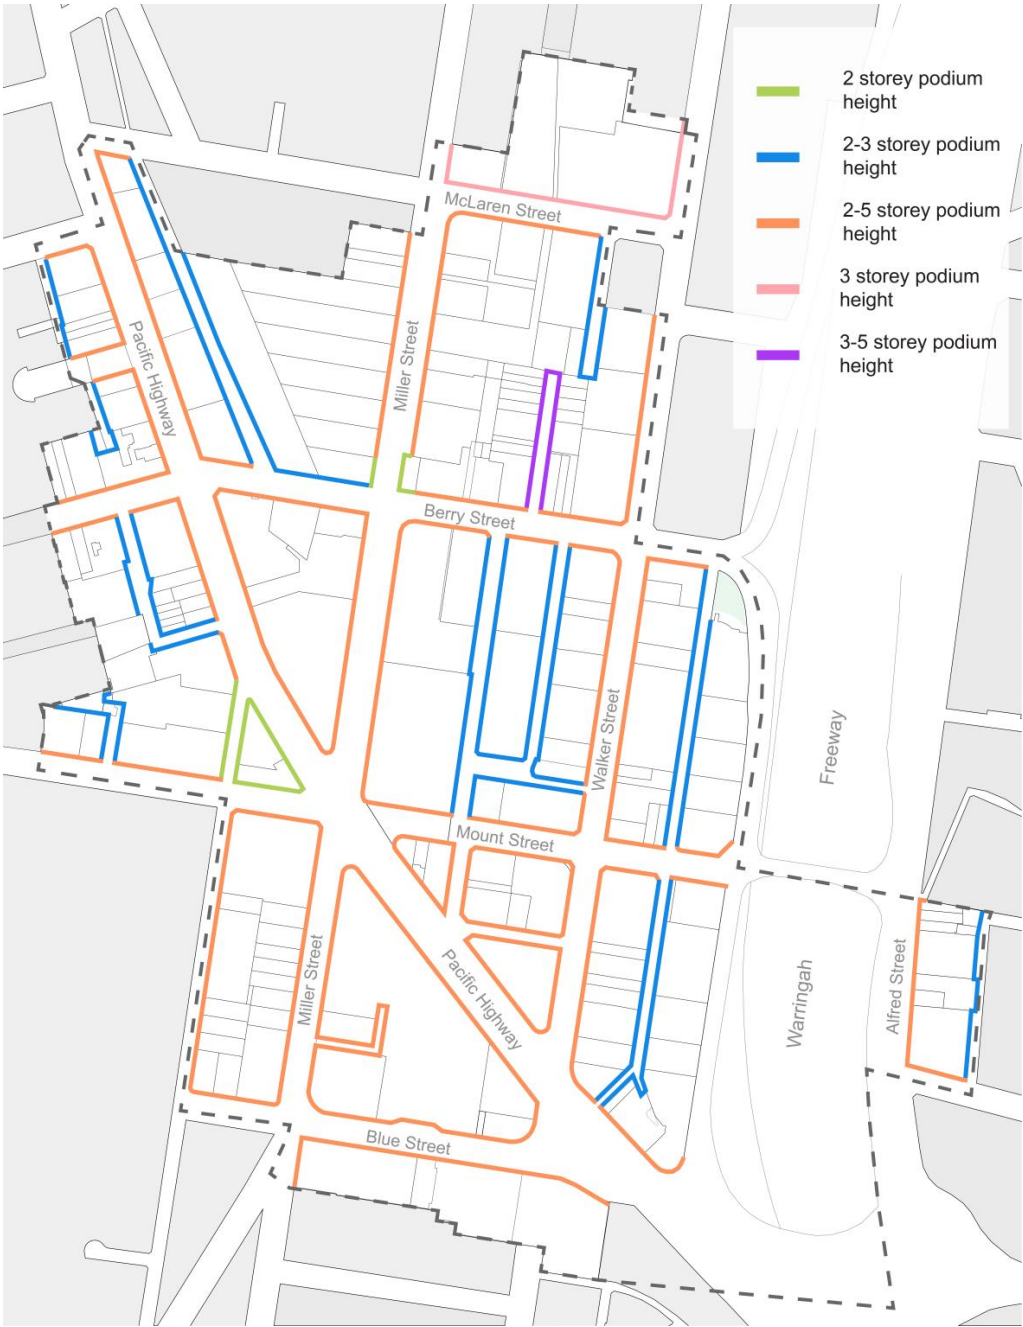 2 storey podium
height
2-3 storey podium
height
2-5 storey podium
height
3 storey podium
height
3-5 storey podium
height
McLaren Street
Pacific Highway
Miller Street
Berry Street
Walker Street
Freeway
Mount Street
Miller Street
Pacific Highway
Warringah
Alfred Street
Blue Street